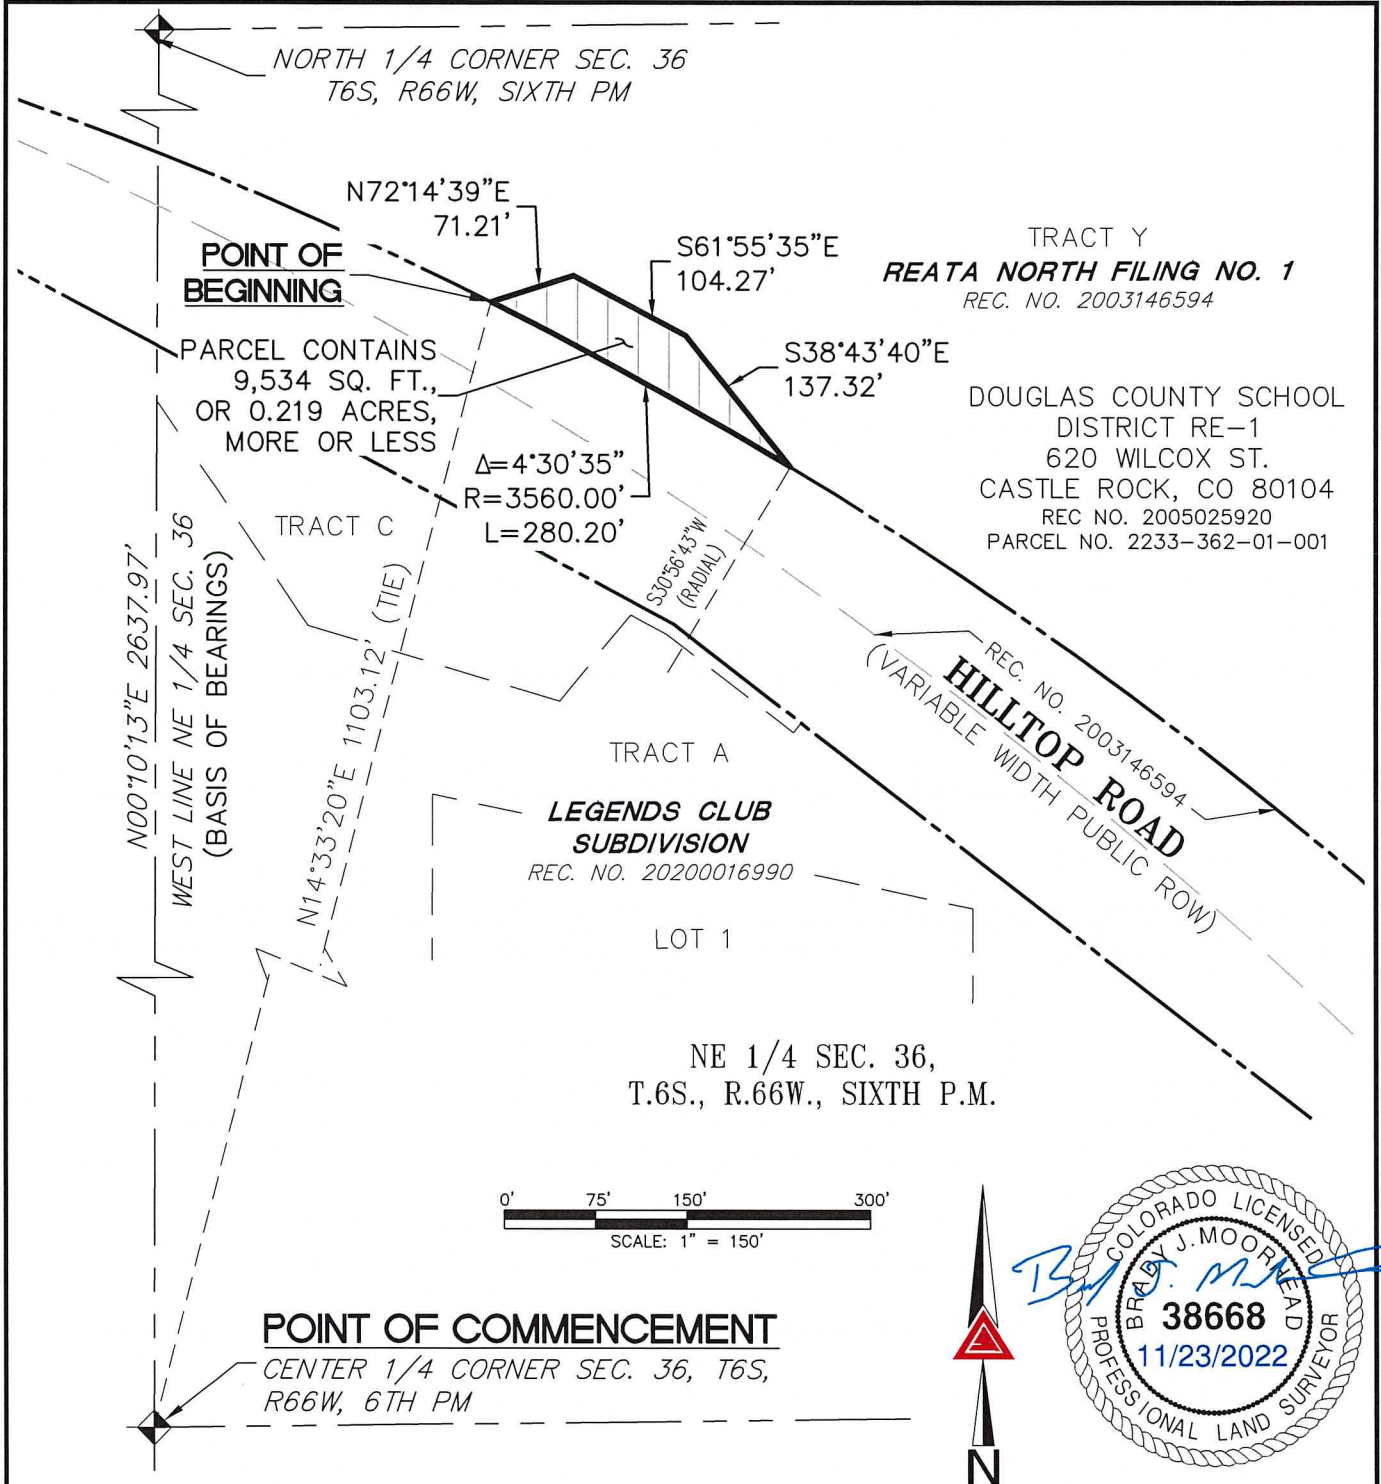 NORTH 1/4 CORNER SEC. 36
T6S, R66W, SIXTH PM
N72°14'39"E
71.21'
POINT OF
BEGINNING
S61°55'35"E
104.27'
TRACT Y
REATA NORTH FILING NO. 1
REC. NO. 2003146594
PARCEL CONTAINS
9,534 SQ. FT.,
OR 0.219 ACRES,
MORE OR LESS
S38°43'40"E
137.32'
DOUGLAS COUNTY SCHOOL
DISTRICT RE-1
620 WILCOX ST.
CASTLE ROCK, CO 80104
REC NO. 2005025920
PARCEL NO. 2233-362-01-001
Δ=4°30'35"
R=3560.00'
L=280.20'
TRACT C
S30°56'43"W
(RADIAL)
N00°10'13"E 2637.97'
WEST LINE NE 1/4 SEC. 36
(BASIS OF BEARINGS)
N14°33'20"E 1103.12' (TIE)
REC. NO. 2003146594
HILLTOP ROAD
(VARIABLE WIDTH PUBLIC ROW)
TRACT A
LEGENDS CLUB
SUBDIVISION
REC. NO. 20200016990
LOT 1
NE 1/4 SEC. 36,
T.6S., R.66W., SIXTH P.M.
0' 75' 150' 300'
SCALE: 1" = 150'
POINT OF COMMENCEMENT
CENTER 1/4 CORNER SEC. 36, T6S,
R66W, 6TH PM
N
COLORADO LICENSED
BRADY J. MOORHEAD
38668
11/23/2022
PROFESSIONAL LAND SURVEYOR